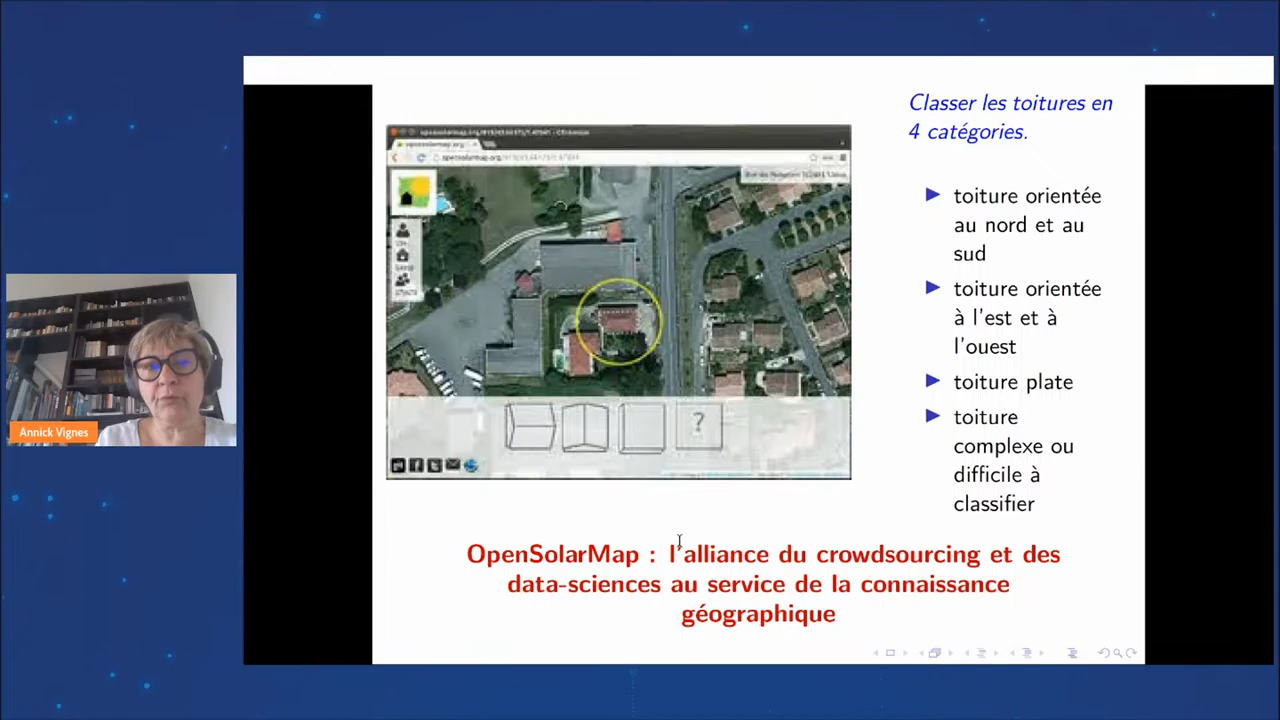 Classer les toitures en
4 catégories.
toiture orientée
au nord et au
sud
toiture orientée
à l'est et à
l'ouest
toiture plate
toiture
complexe ou
difficile à
classifier
?
Annick Vignes
OpenSolarMap : l'alliance du crowdsourcing et des
data-sciences au service de la connaissance
géographique